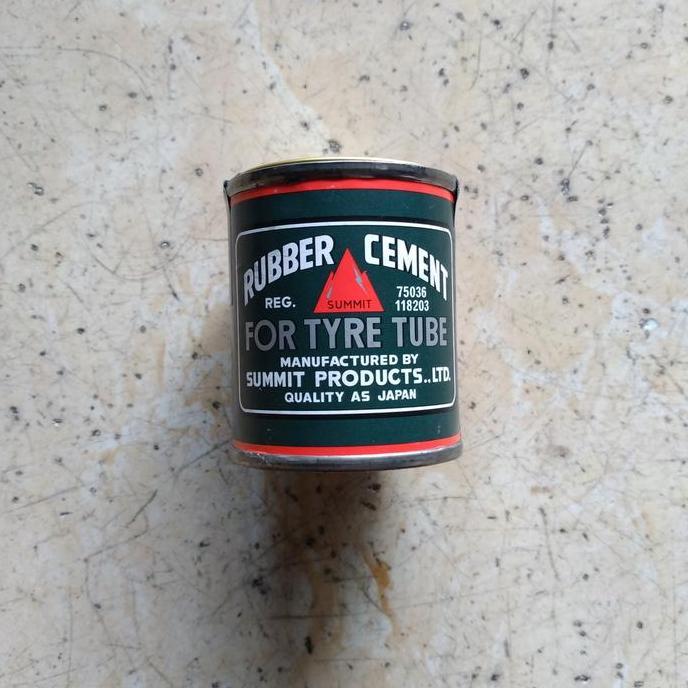 RUBBER CEMENT
REG. SUMMIT 75036
118203
FOR TYRE TUBE
MANUFACTURED BY
SUMMIT PRODUCTS..LTD.
QUALITY AS JAPAN